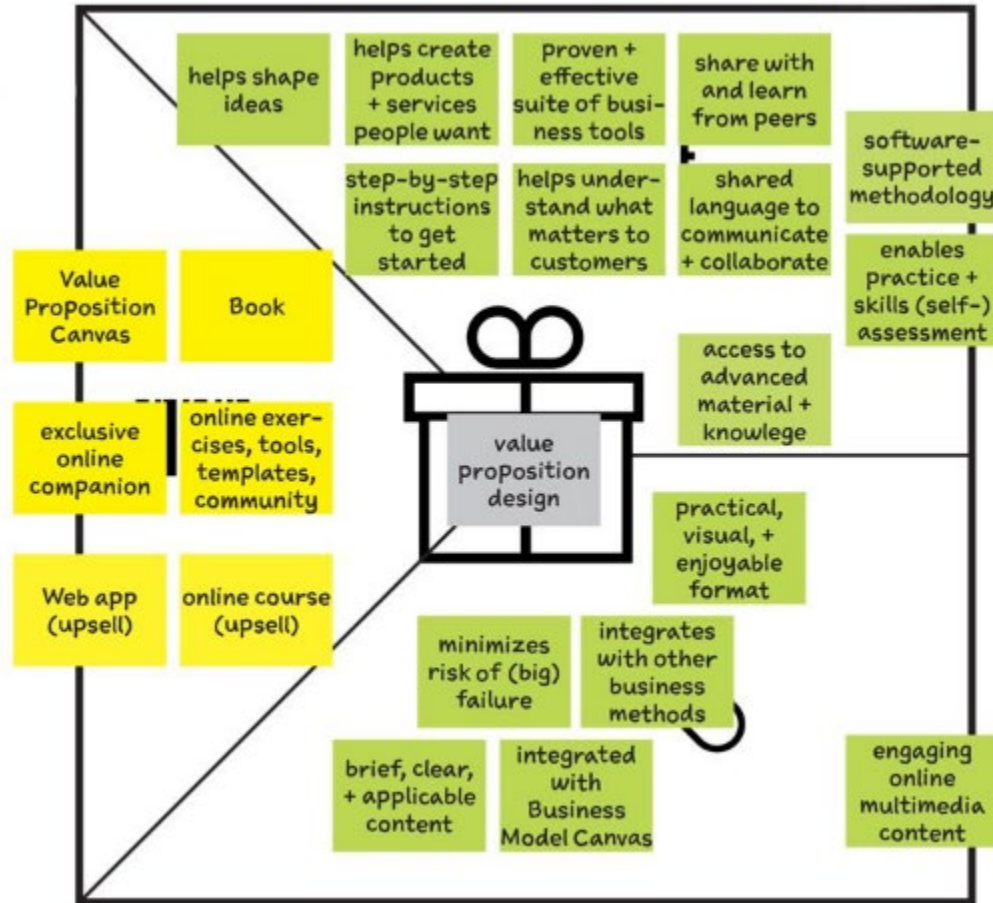 helps shape
ideas
helps create
products
+ services
people want
proven +
effective
suite of busi-
ness tools
share with
and learn
from peers
software-
supported
methodology
step-by-step
instructions
to get
started
helps under-
stand what
matters to
customers
shared
language to
communicate
+ collaborate
enables
practice +
skills (self-)
assessment
Value
Proposition
Canvas
Book
access to
advanced
material +
knowlege
exclusive
online
companion
online exer-
cises, tools,
templates,
community
value
proposition
design
practical,
visual, +
enjoyable
format
Web app
(upsell)
online course
(upsell)
minimizes
risk of (big)
failure
integrates
with other
business
methods
brief, clear,
+ applicable
content
integrated
with
Business
Model Canvas
engaging
online
multimedia
content